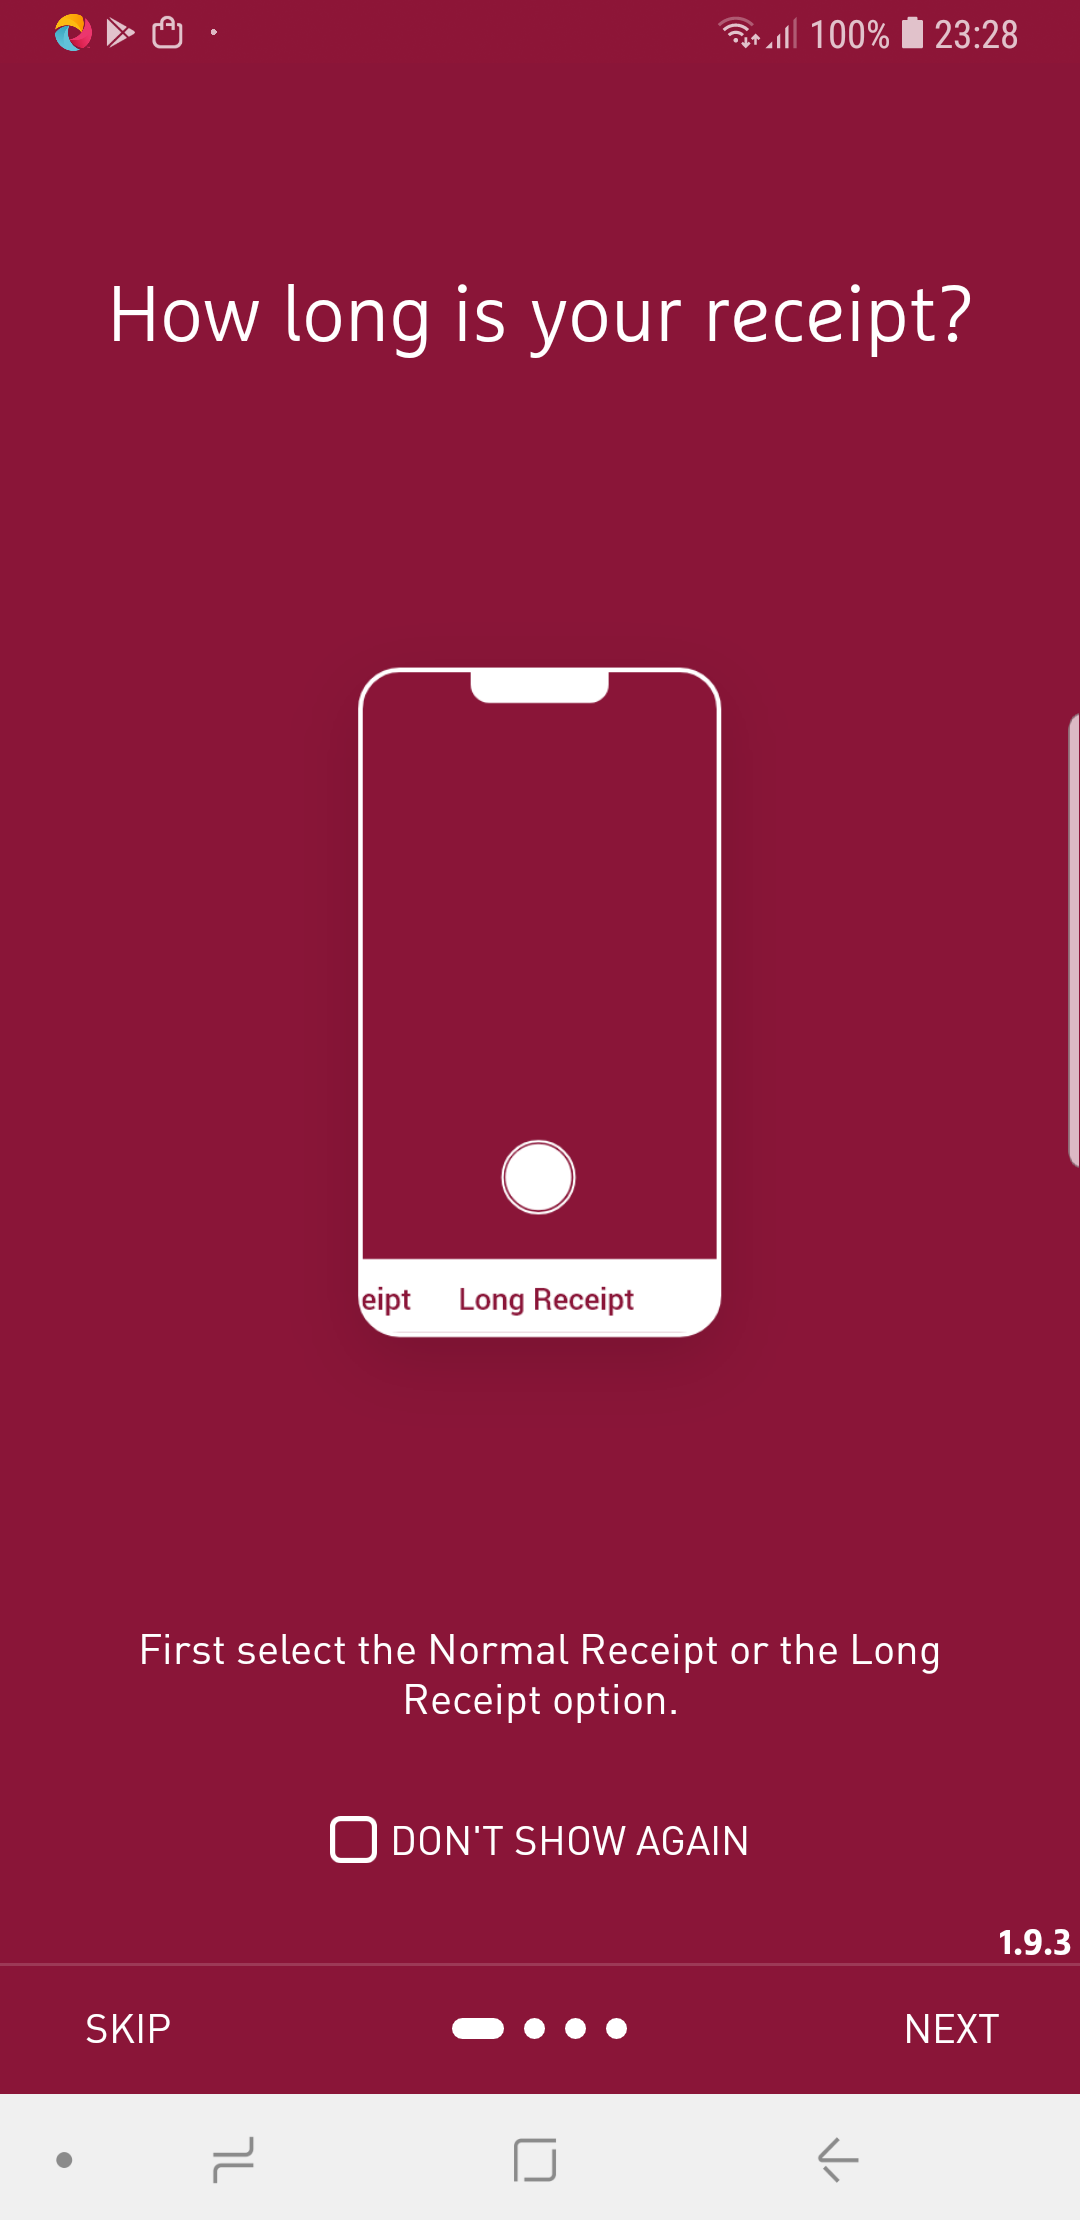 100% 23:28
How long is your receipt?
eipt Long Receipt
First select the Normal Receipt or the Long
Receipt option.
DON'T SHOW AGAIN
1.9.3
SKIP NEXT